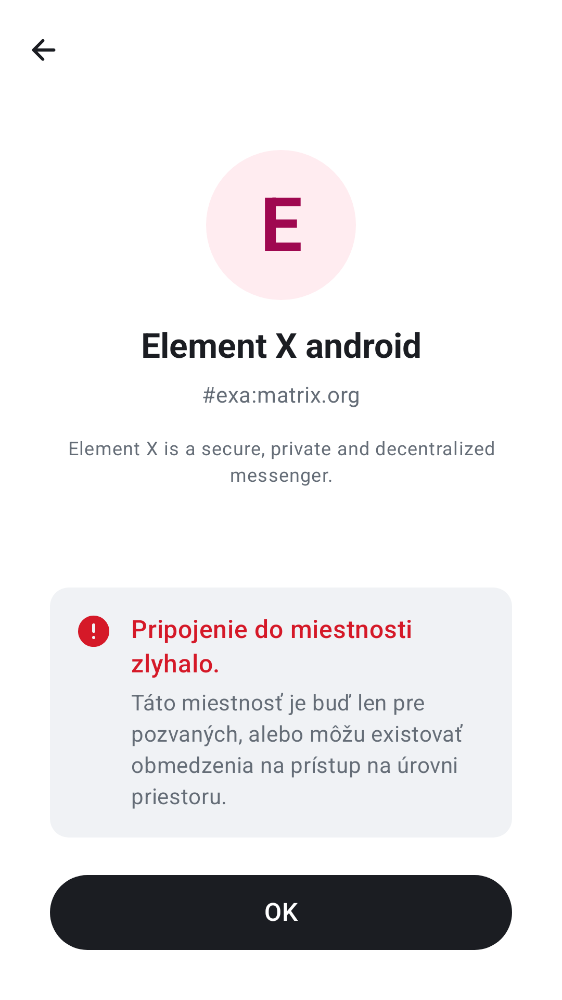 E
Element X android
#exa:matrix.org
Element X is a secure, private and decentralized
messenger.
Pripojenie do miestnosti
zlyhalo.
Táto miestnosť je buď len pre
pozvaných, alebo môžu existovať
obmedzenia na prístup na úrovni
priestoru.
OK